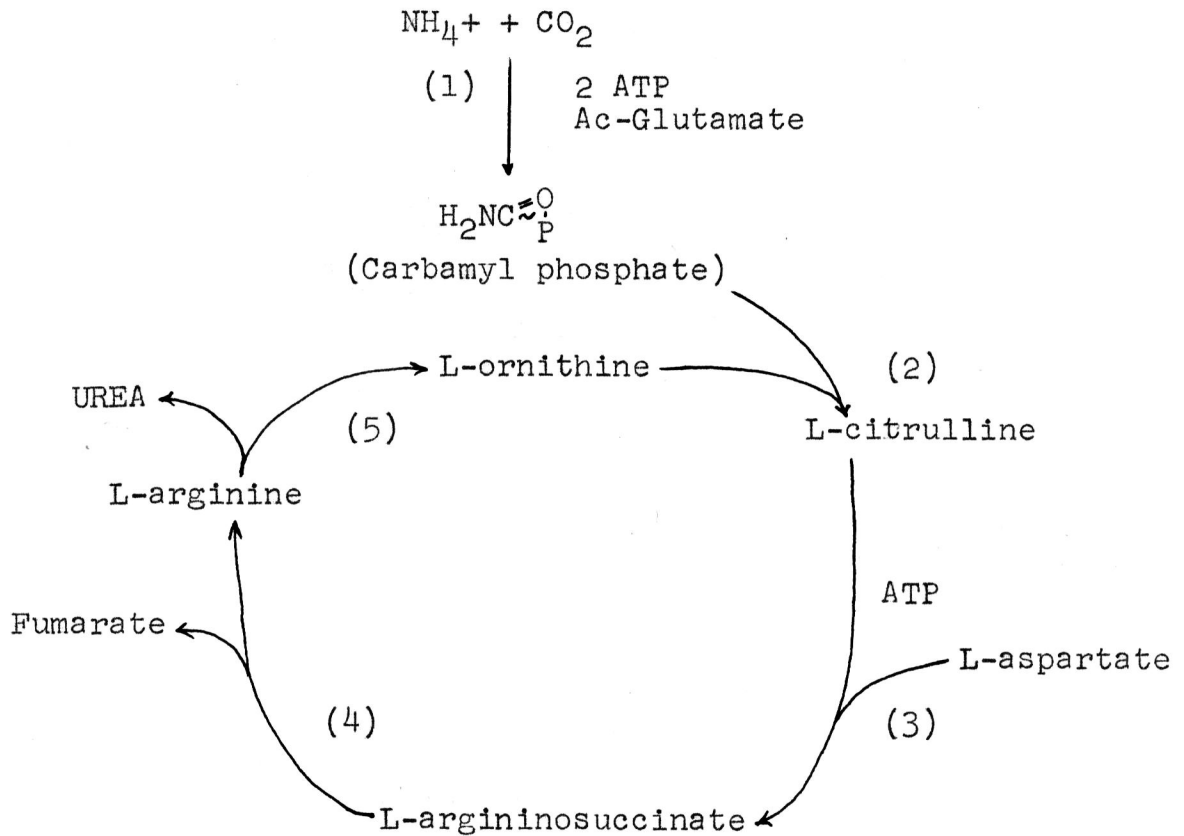 NH4+ + CO2
(1)
2 ATP
Ac-Glutamate
H2NC=O
~P
(Carbamyl phosphate)
L-ornithine
(2)
UREA
(5)
L-citrulline
L-arginine
ATP
Fumarate
L-aspartate
(4)
(3)
L-argininosuccinate